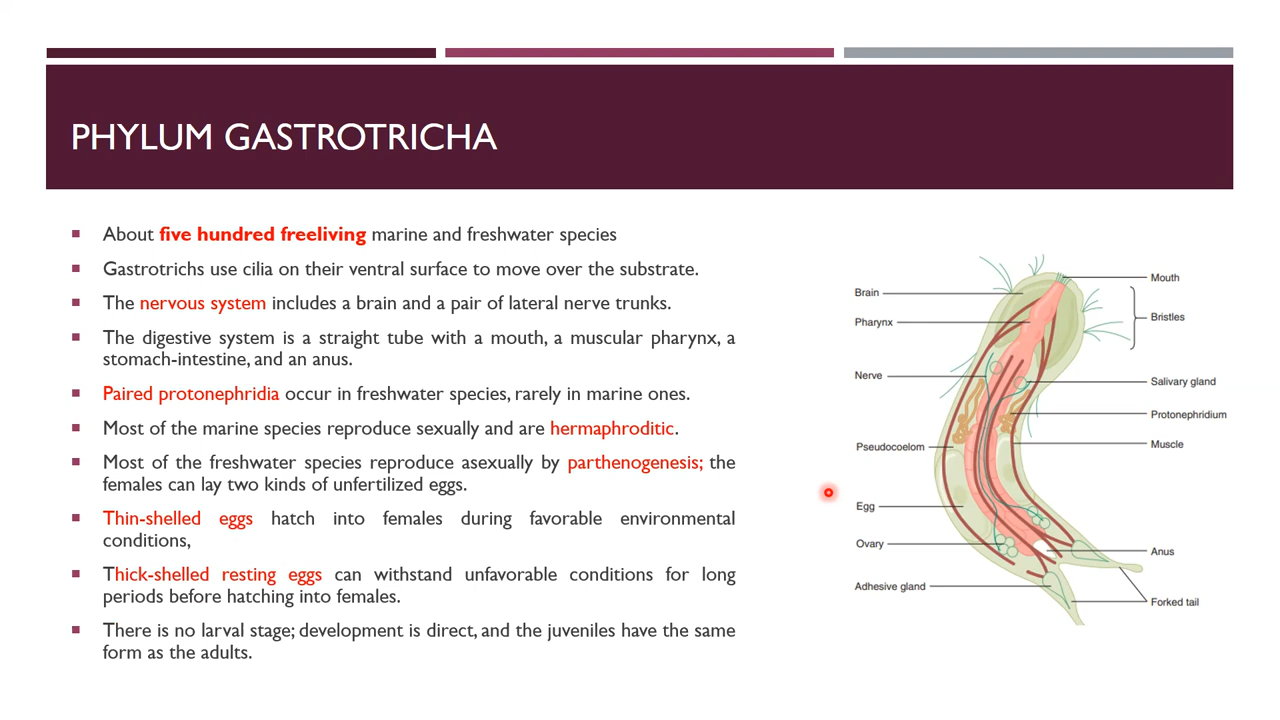 PHYLUM GASTROTRICHA
About five hundred freeliving marine and freshwater species
Gastrotrichs use cilia on their ventral surface to move over the substrate.
The nervous system includes a brain and a pair of lateral nerve trunks.
The digestive system is a straight tube with a mouth, a muscular pharynx, a
stomach-intestine, and an anus.
Paired protonephridia occur in freshwater species, rarely in marine ones.
Most of the marine species reproduce sexually and are hermaphroditic.
Most of the freshwater species reproduce asexually by parthenogenesis; the
females can lay two kinds of unfertilized eggs.
Thin-shelled eggs hatch into females during favorable environmental
conditions,
Thick-shelled resting eggs can withstand unfavorable conditions for long
periods before hatching into females.
There is no larval stage; development is direct, and the juveniles have the same
form as the adults.
Brain
Pharynx
Nerve
Pseudocoelom
Egg
Ovary
Adhesive gland
Mouth
Bristles
Salivary gland
Protonephridium
Muscle
Anus
Forked tail